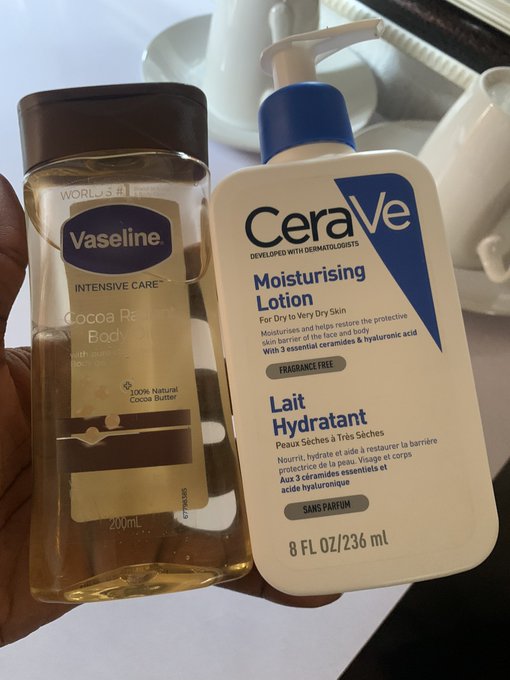 WORLD'S #1
Vaseline
INTENSIVE CARE™
Cocoa Radiant
Body
100% Natural
Cocoa Butter
200mL
CeraVe
DEVELOPED WITH DERMATOLOGISTS
Moisturising
Lotion
For Dry to Very Dry Skin
Moisturises and helps restore the protective
skin barrier of the face and body
With 3 essential ceramides & hyaluronic acid
FRAGRANCE FREE
Lait
Hydratant
Peaux Sèches à Très Sèches
Nourrit, hydrate et aide à restaurer la barrière
protectrice de la peau. Visage et corps
Aux 3 céramides essentiels et
acide hyaluronique
SANS PARFUM
8 FL OZ/236 ml